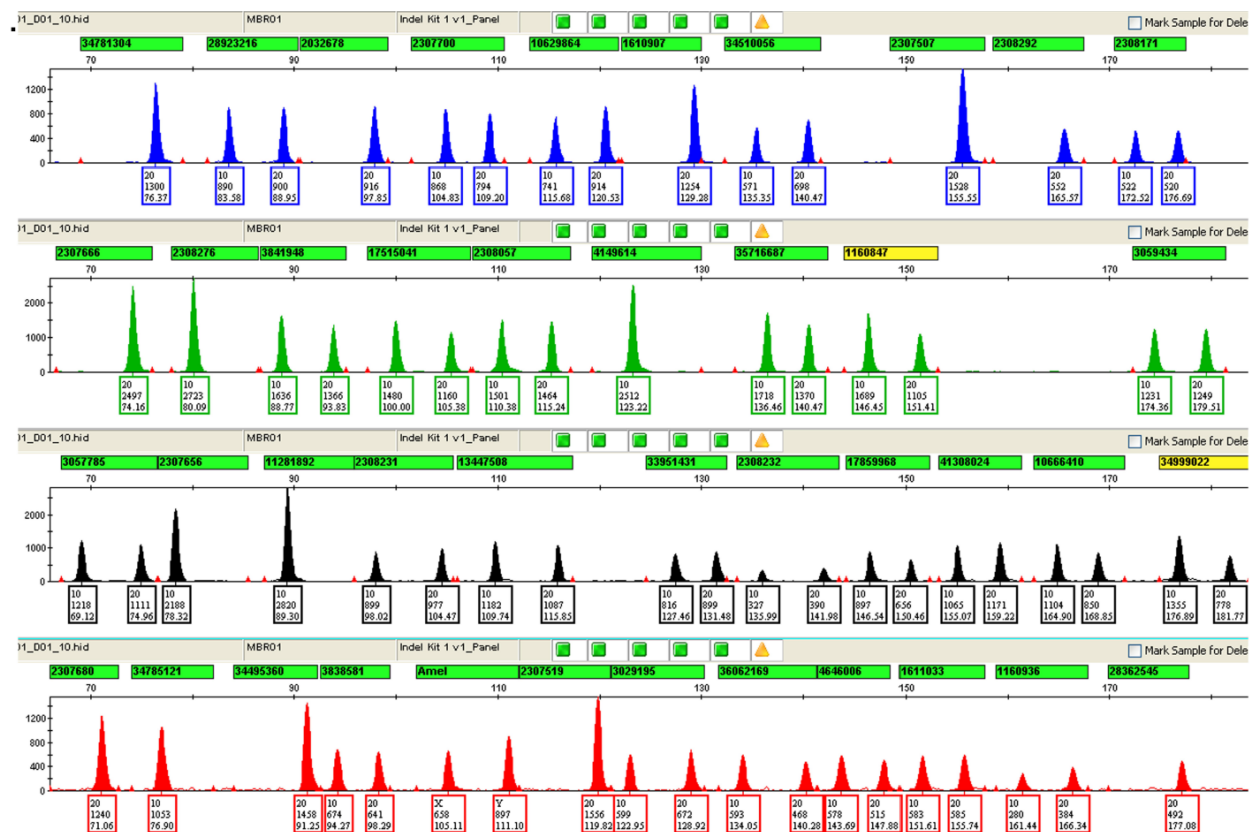 01_D01_10.hid MBR01 Indel Kit 1 v1_Panel Mark Sample for Dele
34781304 28923216 2032678 2307700 10629864 1610907 34510056 2307507 2308292 2308171
70 90 110 130 150 170
1200
800
400
0
20 10 20 20 10 20 10 20 20 10 20 20 20 10 20
1300 890 900 916 868 794 741 914 1254 571 698 1528 552 522 520
76.37 83.58 88.95 97.85 104.83 109.20 115.68 120.53 129.28 135.35 140.47 155.55 165.57 172.52 176.69
01_D01_10.hid MBR01 Indel Kit 1 v1_Panel Mark Sample for Dele
2307666 2308276 3841948 17515041 2308057 4149614 35716687 1160847 3059434
70 90 110 130 150 170
2000
1000
0
20 10 10 20 10 20 10 20 10 10 20 10 20 10 20
2497 2723 1636 1366 1480 1160 1501 1464 2512 1718 1370 1689 1105 1231 1249
74.16 80.09 88.77 93.83 100.00 105.38 110.38 115.24 123.22 136.46 140.47 146.45 151.41 174.36 179.51
01_D01_10.hid MBR01 Indel Kit 1 v1_Panel Mark Sample for Dele
3057785 2307656 11281892 2308231 13447508 33951431 2308232 17859968 41308024 10666410 34999022
70 90 110 130 150 170
2000
1000
0
10 20 10 10 10 20 10 20 10 20 10 20 10 20 10 20 10 20 10 20
1218 1111 2188 2820 899 977 1182 1087 816 899 327 390 897 656 1065 1171 1104 850 1355 778
69.12 74.96 78.32 89.30 98.02 104.47 109.74 115.85 127.46 131.48 135.99 141.98 146.54 150.46 155.07 159.22 164.90 168.85 176.89 181.77
01_D01_10.hid MBR01 Indel Kit 1 v1_Panel Mark Sample for Dele
2307680 34785121 34495360 3838581 Amel 2307519 3029195 36062169 4646006 1611033 1160936 28362545
70 90 110 130 150 170
1200
800
400
0
20 10 20 10 20 X Y 20 10 20 10 20 10 20 10 20 10 20 20
1240 1053 1458 674 641 658 897 1556 599 672 593 468 578 515 583 585 280 384 492
71.06 76.90 91.25 94.27 98.29 105.11 111.10 119.82 122.95 128.92 134.05 140.28 143.69 147.88 151.61 155.74 161.44 166.34 177.08